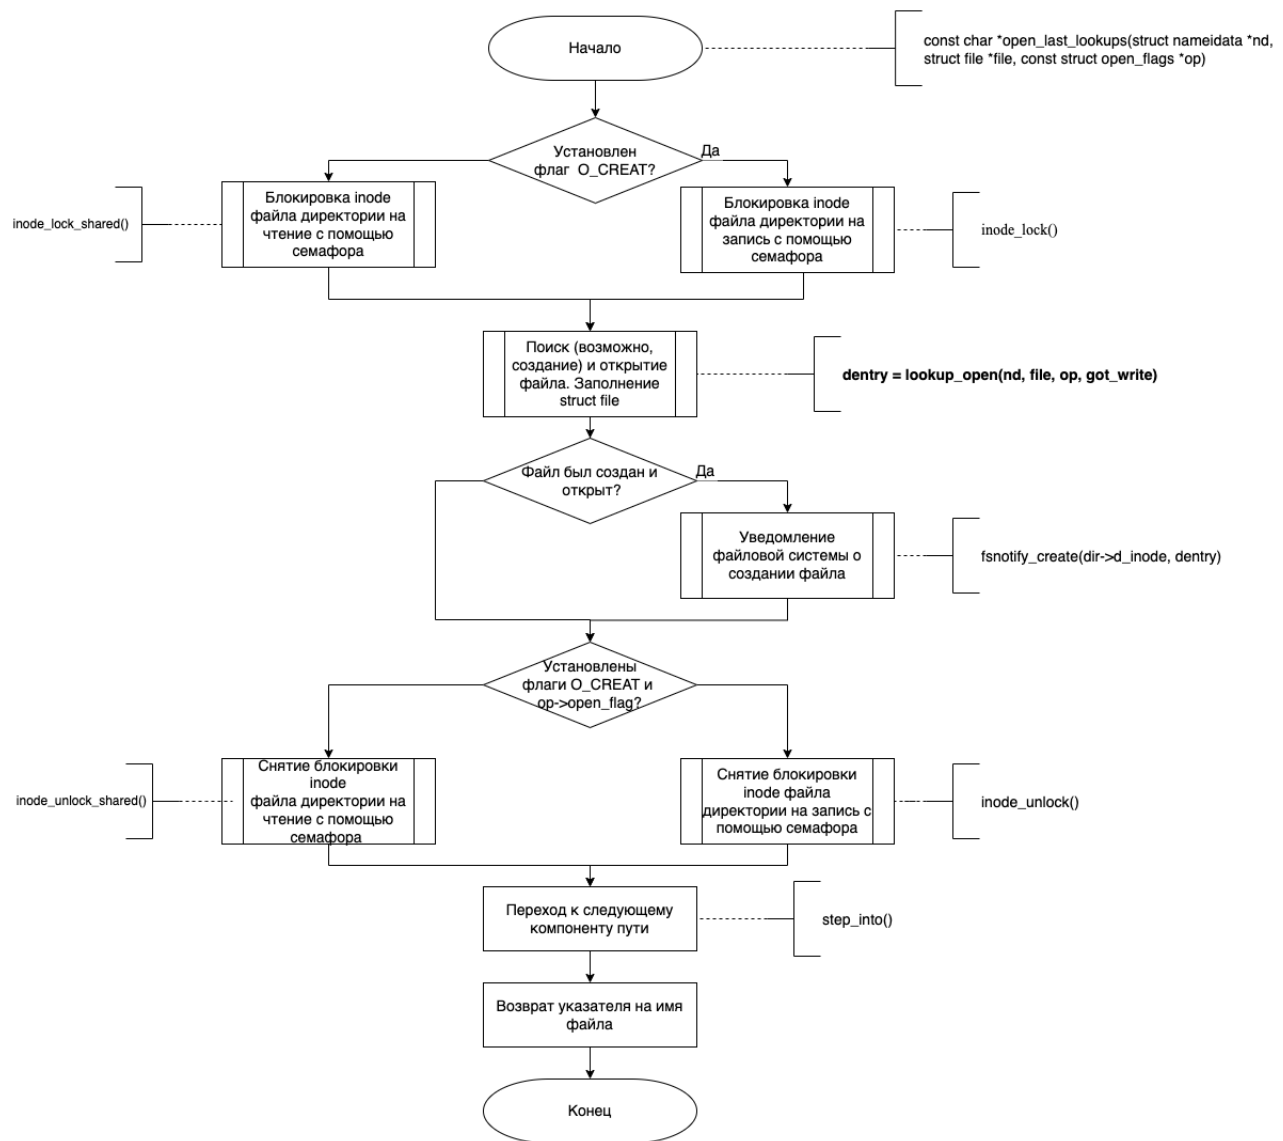 Начало
const char *open_last_lookups(struct nameidata *nd,
struct file *file, const struct open_flags *op)
Установлен
флаг O_CREAT?
Да
inode_lock_shared()
Блокировка inode
файла директории на
чтение с помощью
семафора
Блокировка inode
файла директории на
запись с помощью
семафора
inode_lock()
Поиск (возможно,
создание) и открытие
файла. Заполнение
struct file
dentry = lookup_open(nd, file, op, got_write)
Файл был создан и
открыт?
Да
Уведомление
файловой системы о
создании файла
fsnotify_create(dir->d_inode, dentry)
Установлены
флаги O_CREAT и
op->open_flag?
inode_unlock_shared()
Снятие блокировки
inode
файла директории на
чтение с помощью
семафора
Снятие блокировки
inode файла
директории на запись с
помощью семафора
inode_unlock()
Переход к следующему
компоненту пути
step_into()
Возврат указателя на имя
файла
Конец